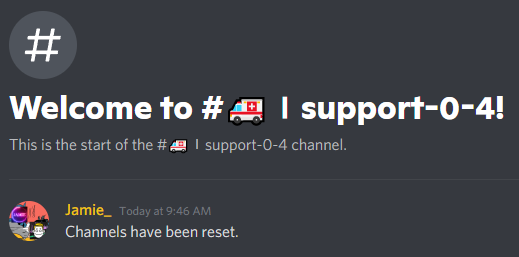 #
Welcome to #🚑 | support-0-4!
This is the start of the #🚑 | support-0-4 channel.
Jamie_ Today at 9:46 AM
Channels have been reset.